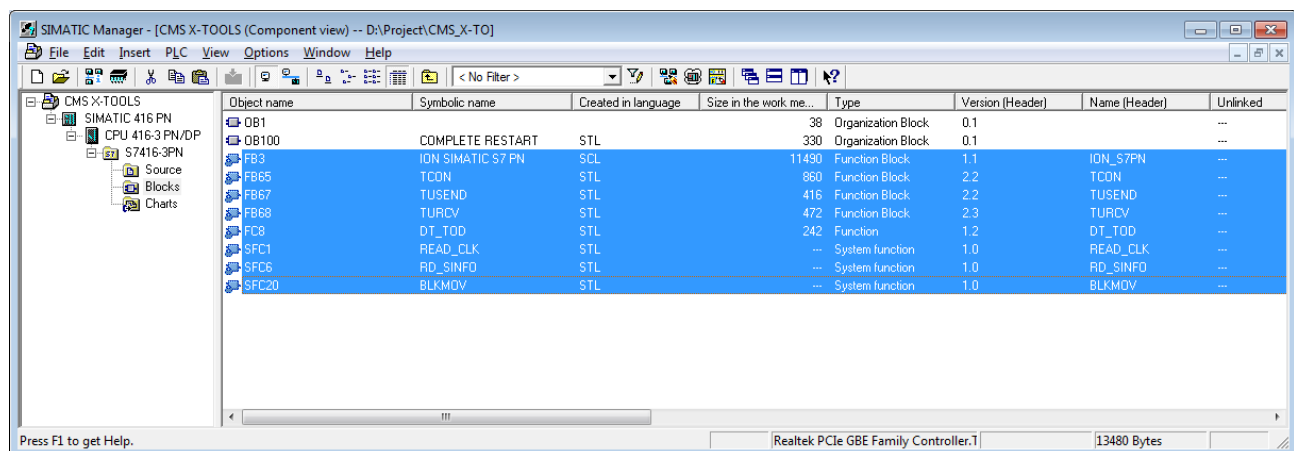 SIMATIC Manager - [CMS X-TOOLS (Component view) -- D:\Project\CMS_X-TO]
File Edit Insert PLC View Options Window Help
< No Filter >
CMS X-TOOLS
SIMATIC 416 PN
CPU 416-3 PN/DP
S7416-3PN
Source
Blocks
Charts
Object name Symbolic name Created in language Size in the work me... Type Version (Header) Name (Header) Unlinked
OB1 38 Organization Block 0.1 ---
OB100 COMPLETE RESTART STL 330 Organization Block 0.1 ---
FB3 ION SIMATIC S7 PN SCL 11490 Function Block 1.1 ION_S7PN ---
FB65 TCON STL 860 Function Block 2.2 TCON ---
FB67 TUSEND STL 416 Function Block 2.2 TUSEND ---
FB68 TURCV STL 472 Function Block 2.3 TURCV ---
FC8 DT_TOD STL 242 Function 1.2 DT_TOD ---
SFC1 READ_CLK STL --- System function 1.0 READ_CLK ---
SFC6 RD_SINFO STL --- System function 1.0 RD_SINFO ---
SFC20 BLKMOV STL --- System function 1.0 BLKMOV ---
Press F1 to get Help. Realtek PCIe GBE Family Controller.T 13480 Bytes